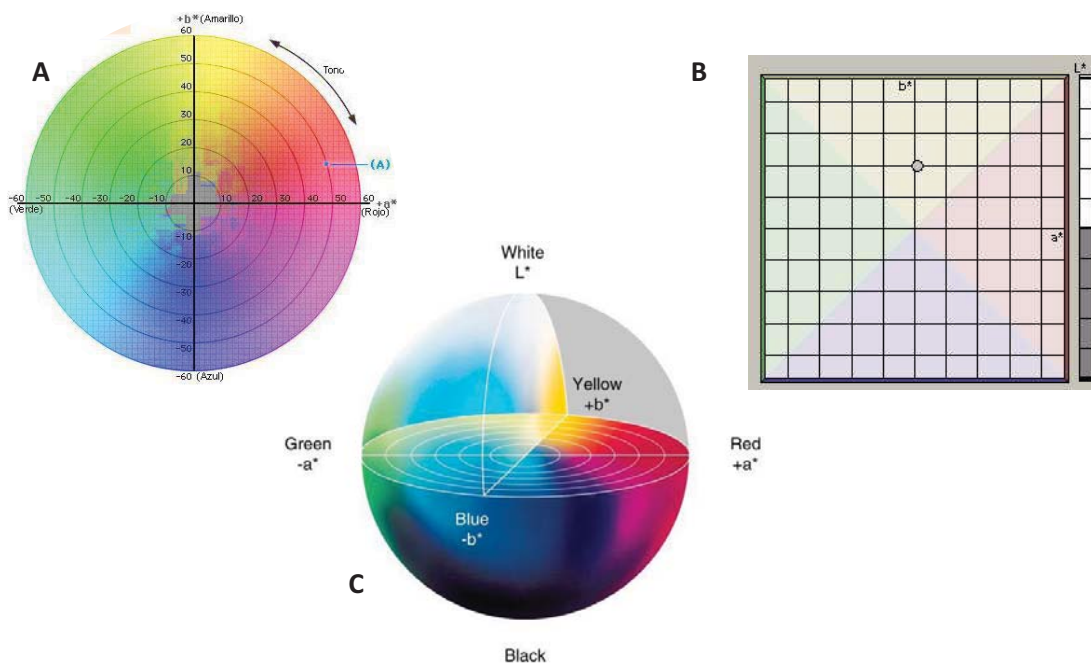 A
+b* (Amarillo)
60
50
40
30
20
10
Tono
(A)
-60 -50 -40 -30 -20 -10 10 20 30 40 50 60 +a*
(Verde)
(Rojo)
-10
-20
-30
-40
-50
-60 (Azul)
B
b*
L*
a*
White
L*
Yellow
+b*
Green
-a*
Red
+a*
Blue
-b*
C
Black